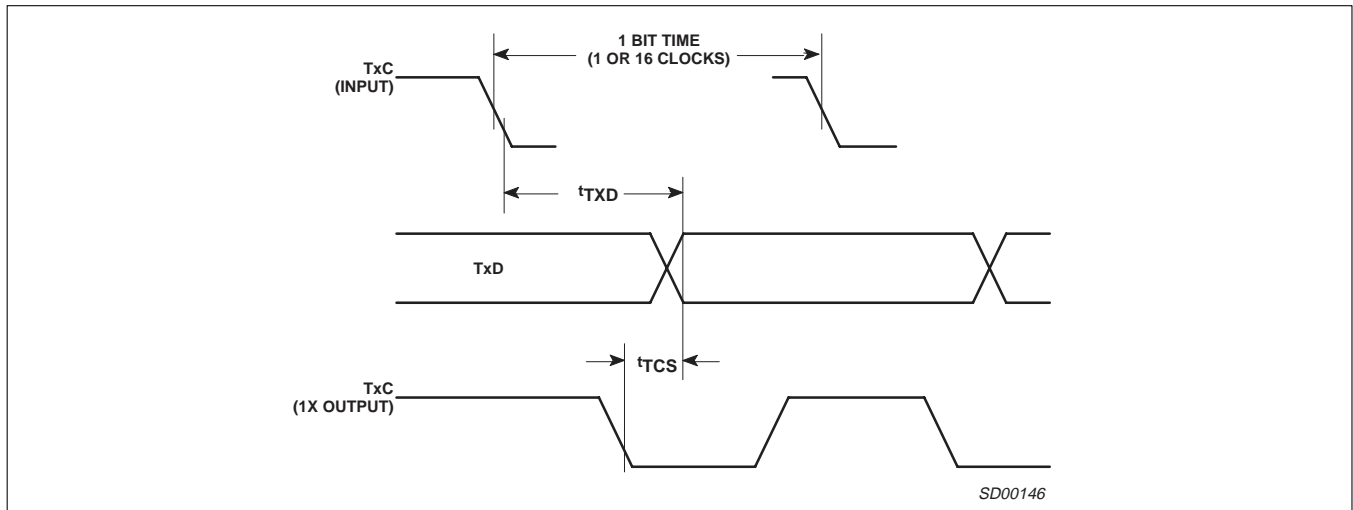 1 BIT TIME
(1 OR 16 CLOCKS)
TxC
(INPUT)
tTXD
TxD
tTCS
TxC
(1X OUTPUT)
SD00146